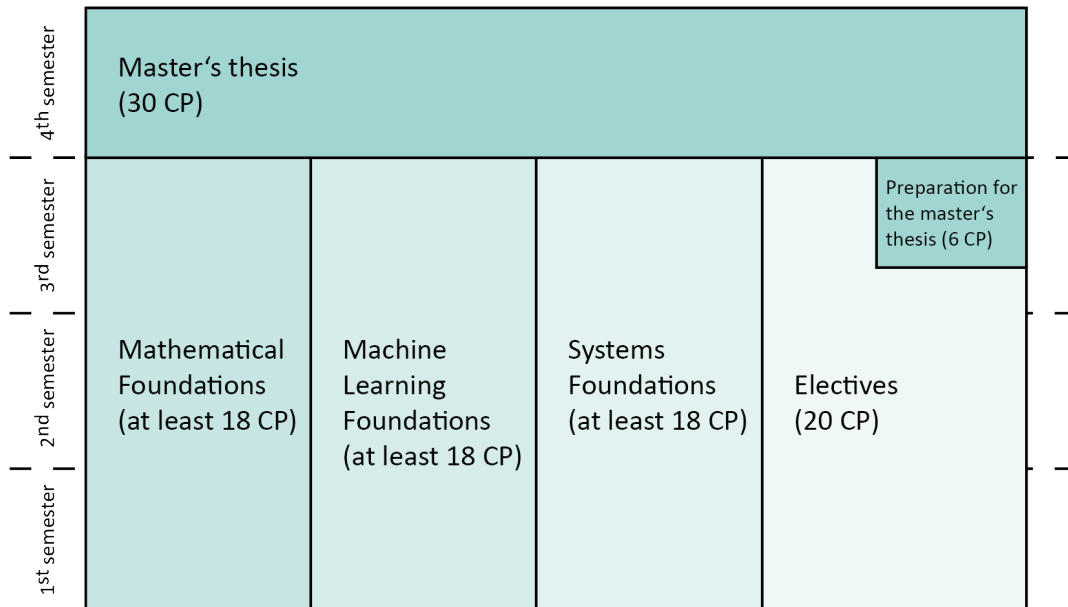 4th semester
Master‘s thesis
(30 CP)
3rd semester
Preparation for
the master‘s
thesis (6 CP)
2nd semester
Mathematical
Foundations
(at least 18 CP)
Machine
Learning
Foundations
(at least 18 CP)
Systems
Foundations
(at least 18 CP)
Electives
(20 CP)
1st semester